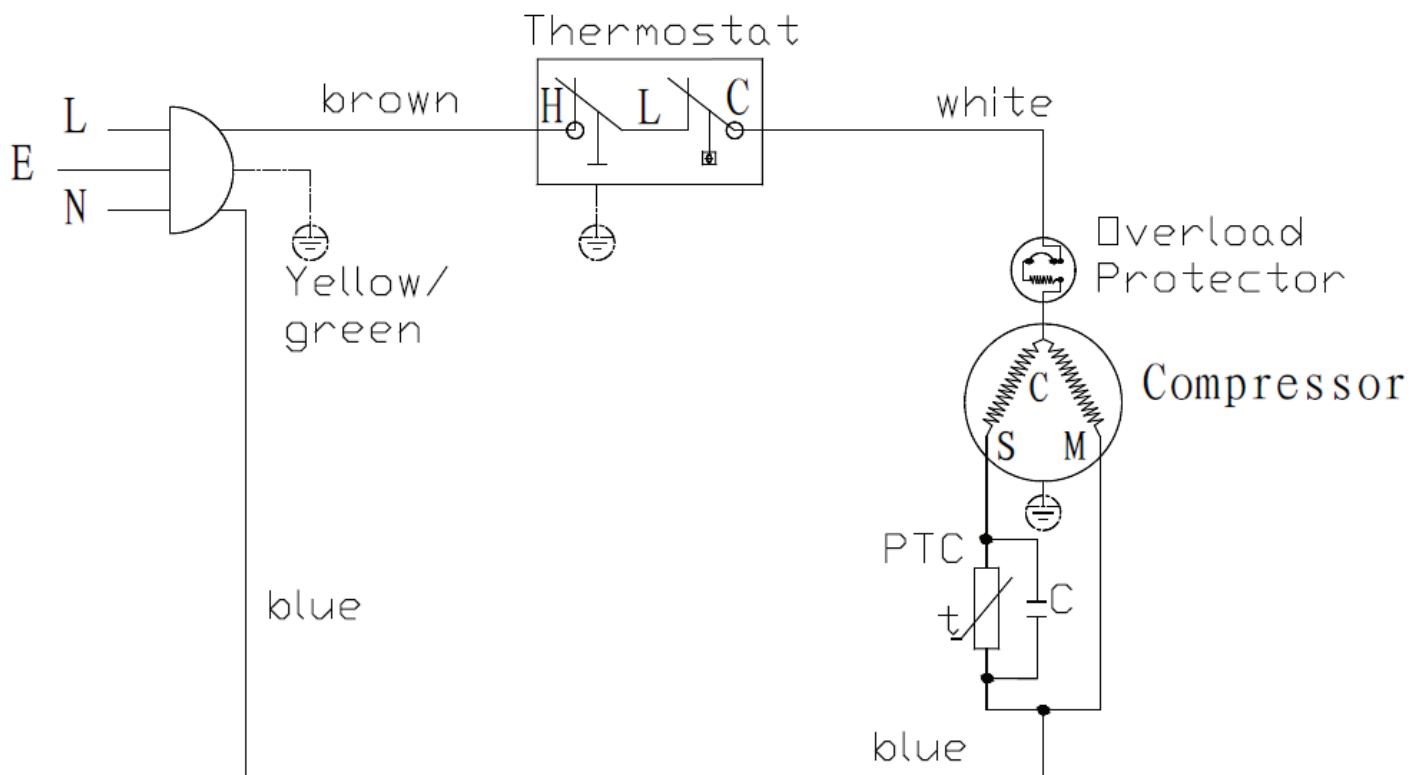 Thermostat
brown
H
L
C
white
L
E
N
Yellow/
green
Overload
Protector
C
Compressor
S
M
PTC
t
C
blue
blue